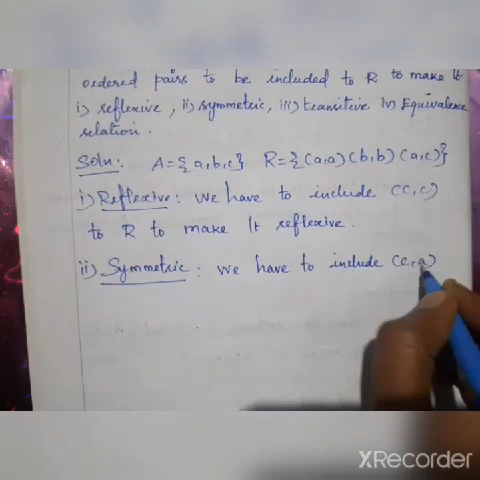 ordered pairs to be included to R to make it
i) reflexive, ii) symmetric, iii) transitive iv) Equivalence
relation.
Soln: A={a,b,c} R={(a,a)(b,b)(a,c)}
i) Reflexive: We have to include (c,c)
to R to make it reflexive.
ii) Symmetric: we have to include (c,a)
XRecorder